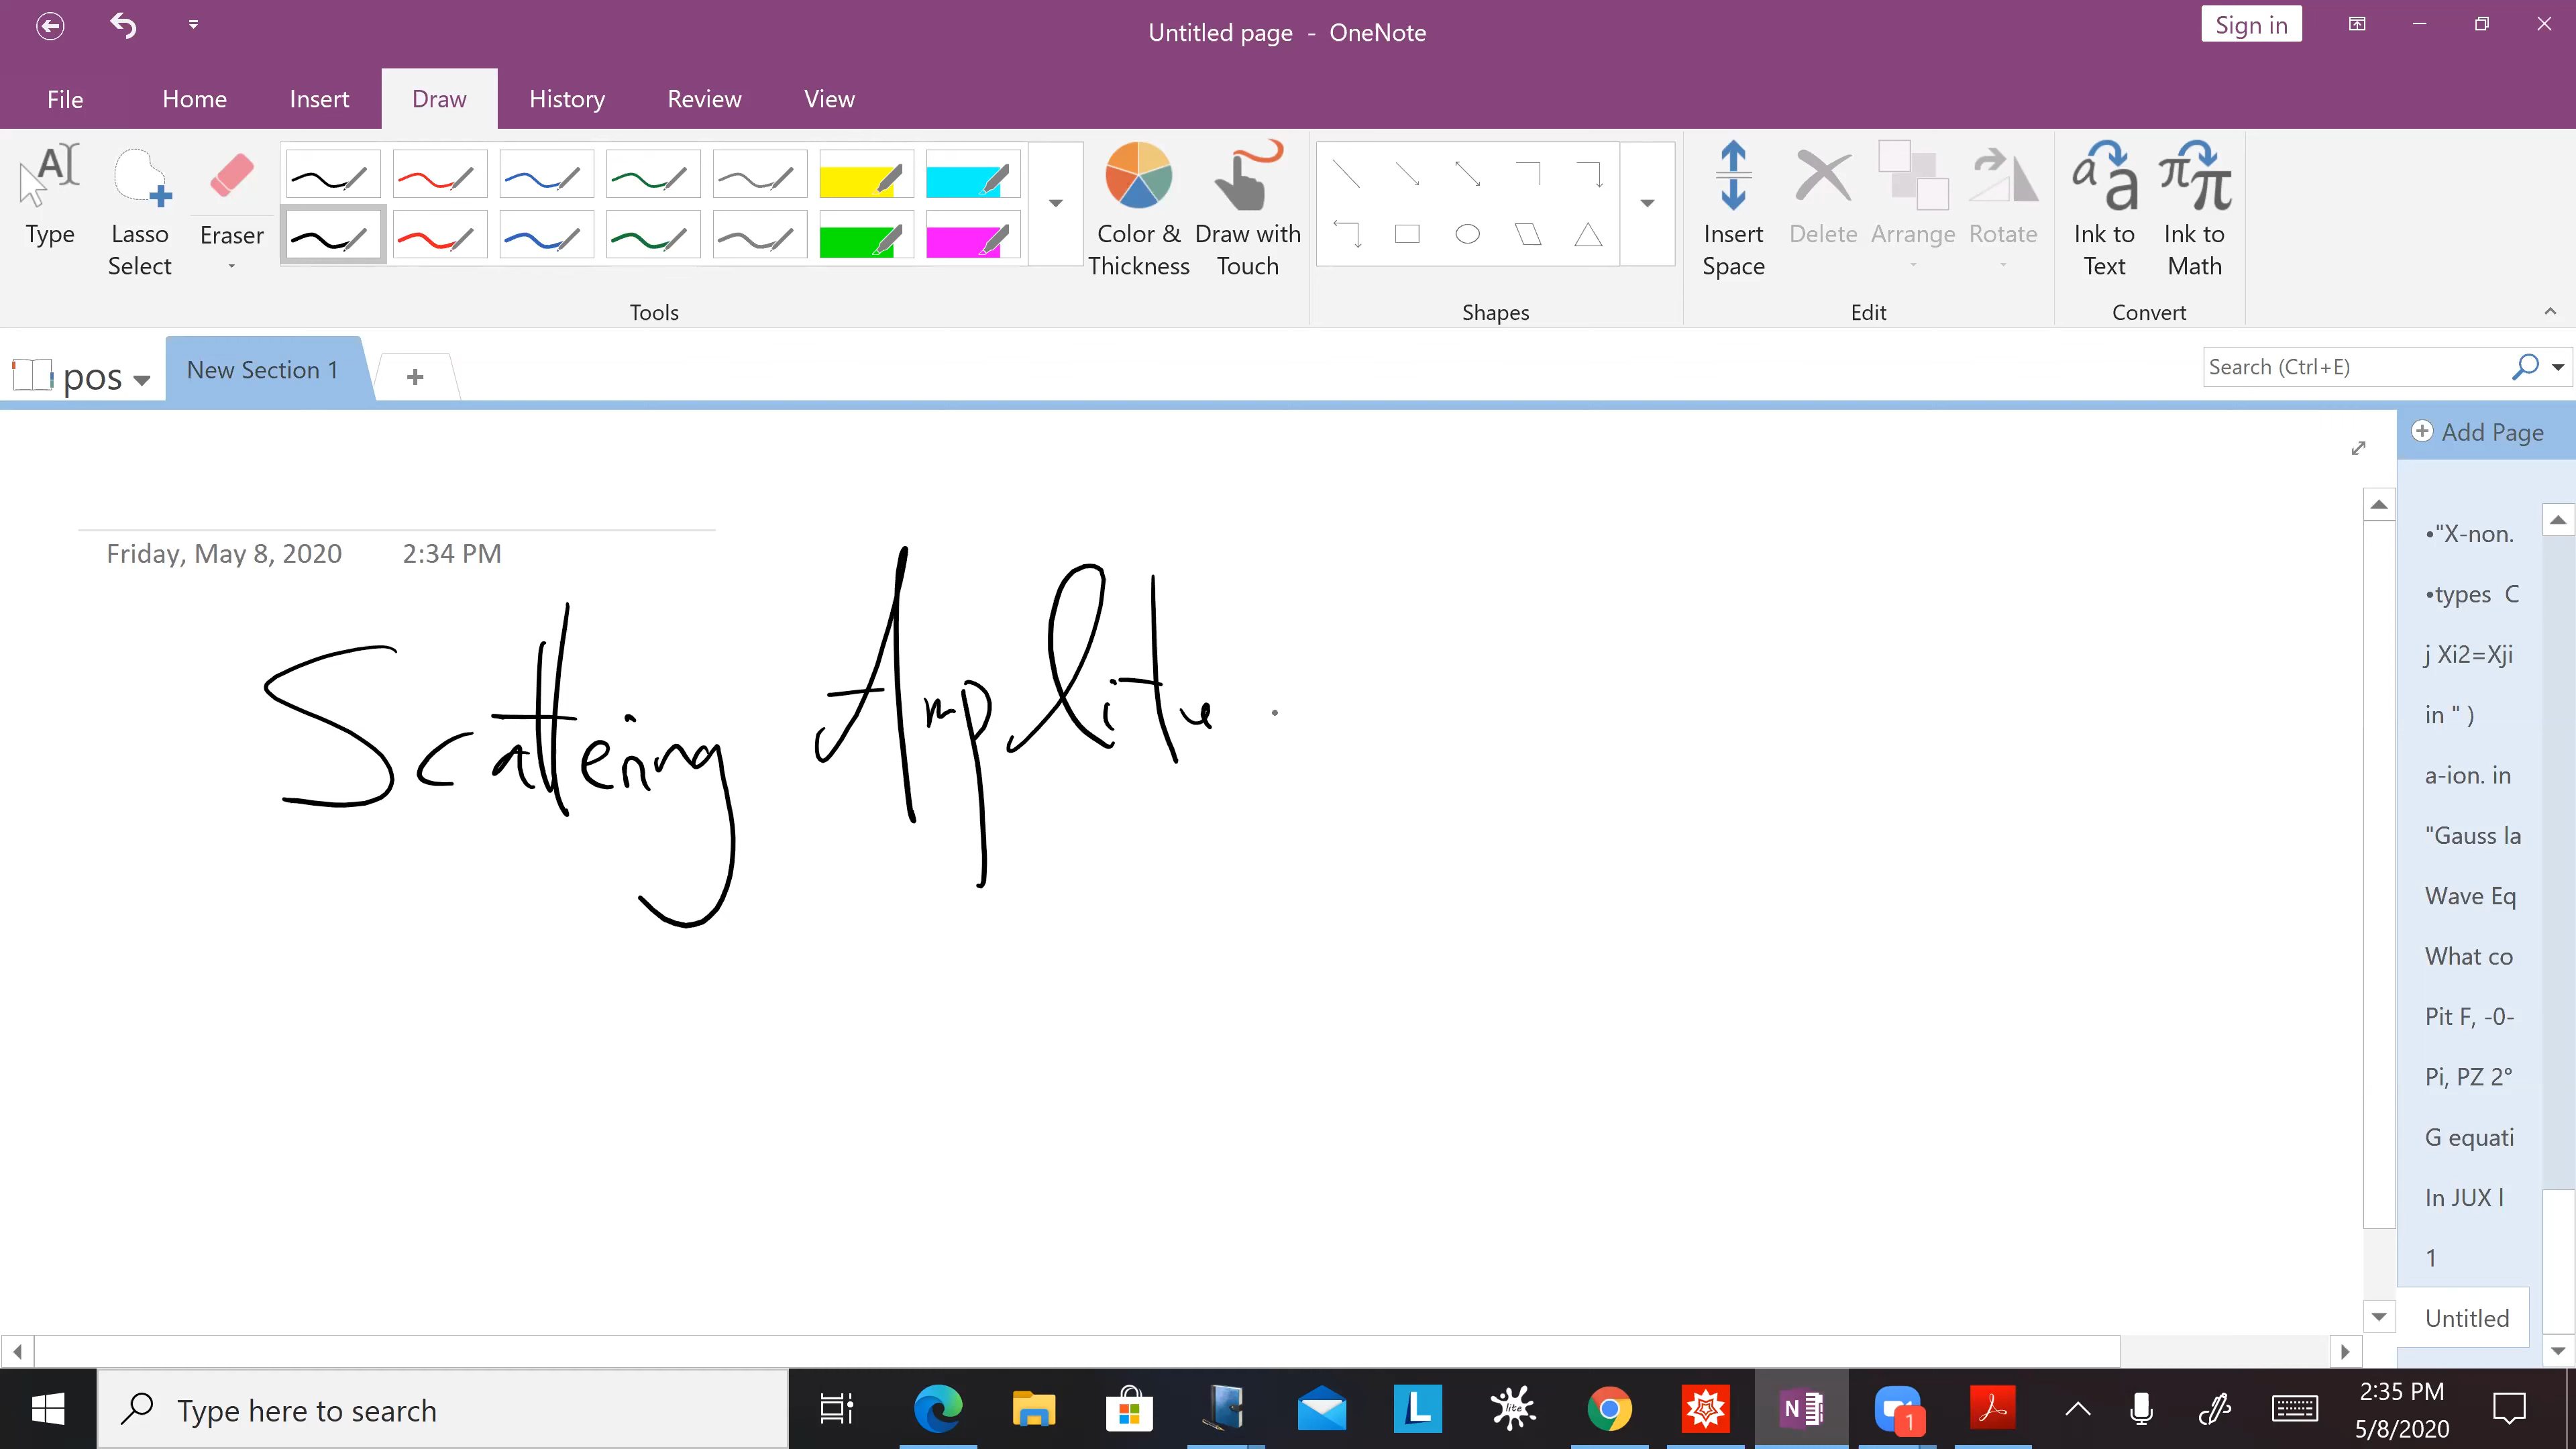 Untitled page - OneNote
Sign in
File Home Insert Draw History Review View
Type
Lasso Select
Eraser
Color & Thickness
Draw with Touch
Insert Space
Delete
Arrange
Rotate
Ink to Text
Ink to Math
Tools Shapes Edit Convert
pos New Section 1 +
Search (Ctrl+E)
Add Page
Friday, May 8, 2020 2:34 PM
Scattering Amplitu
•"X-non.
•types C
j Xi2=Xji
in " )
a-ion. in
"Gauss la
Wave Eq
What co
Pit F, -0-
Pi, PZ 2°
G equati
In JUX l
1
Untitled
Type here to search
L
lite
N
1
2:35 PM
5/8/2020